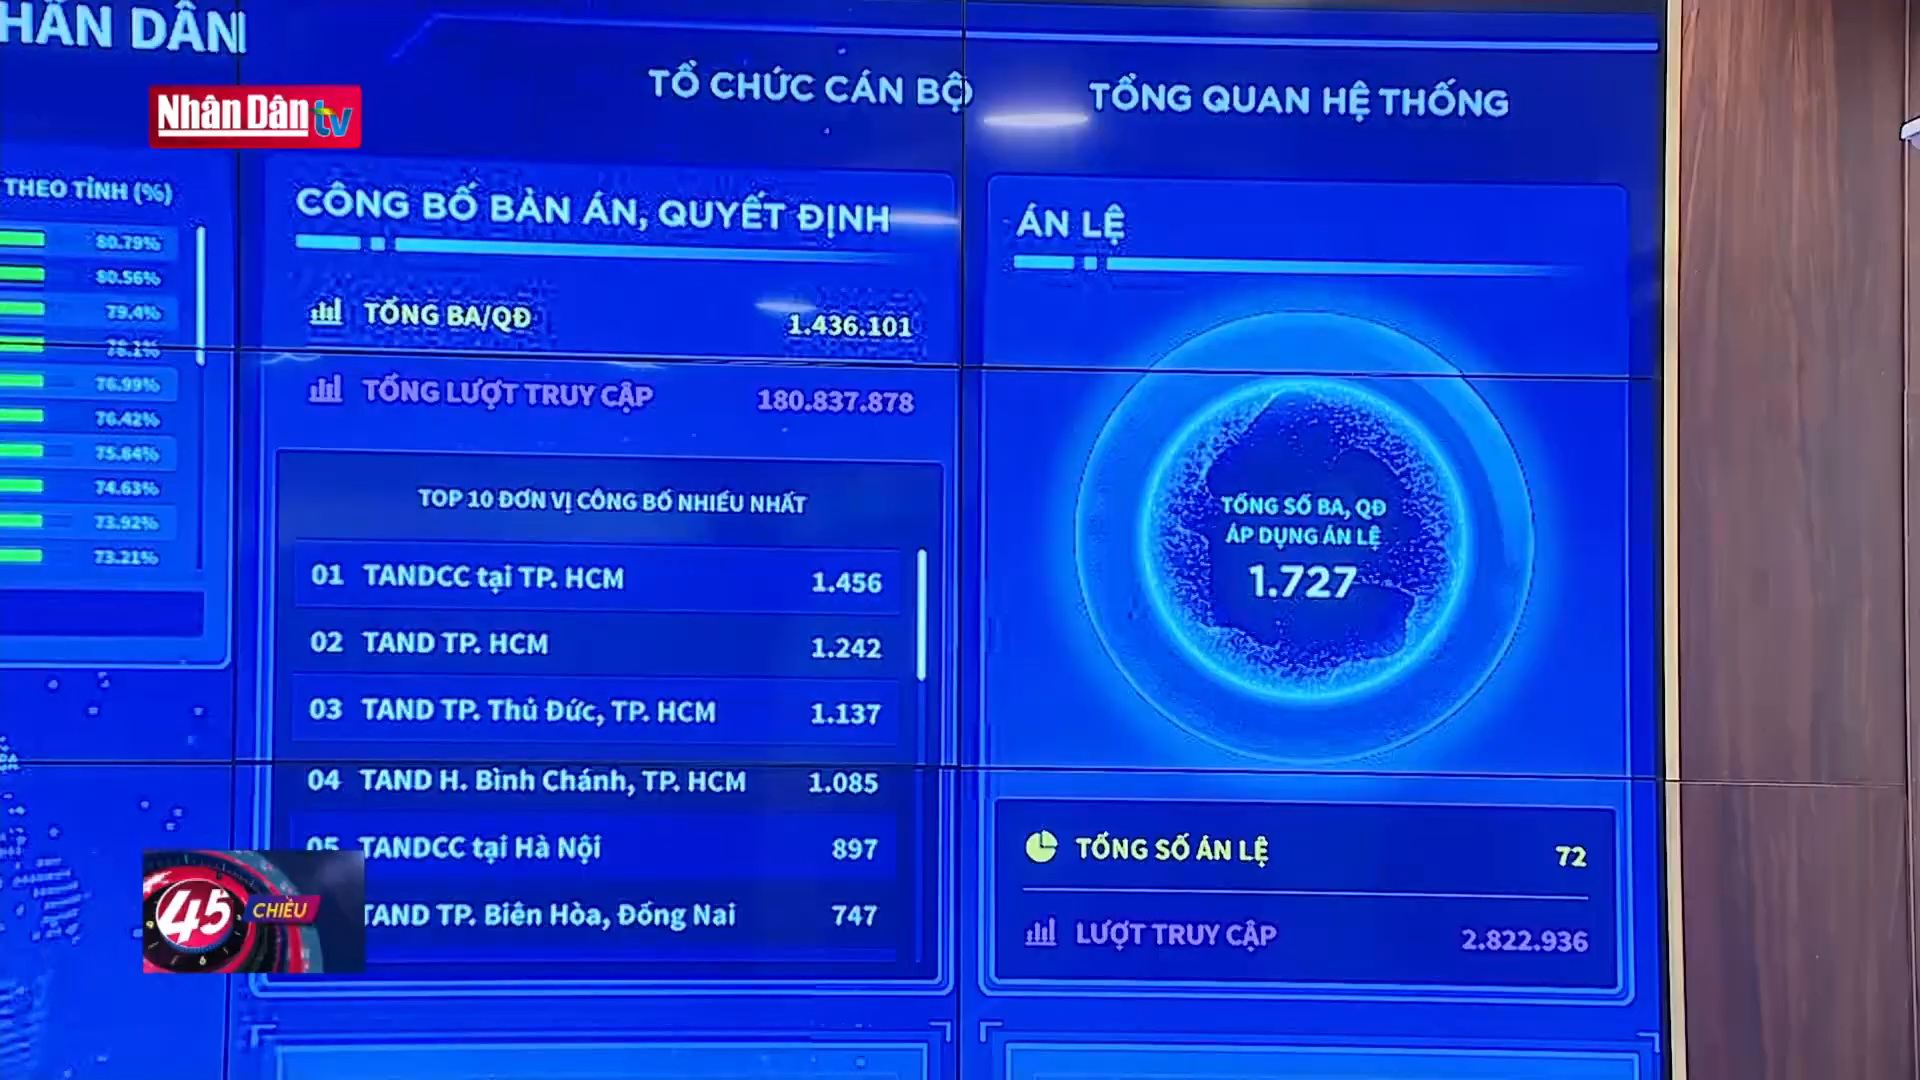 HÂN DÂN
TỔ CHỨC CÁN BỘ
TỔNG QUAN HỆ THỐNG
Nhân Dân tv
THEO TỈNH (%)
80.79%
80.56%
79.4%
78.1%
76.99%
76.42%
75.64%
74.63%
73.92%
73.21%
CÔNG BỐ BẢN ÁN, QUYẾT ĐỊNH
TỔNG BA/QĐ 1.436.101
TỔNG LƯỢT TRUY CẬP 180.837.878
TOP 10 ĐƠN VỊ CÔNG BỐ NHIỀU NHẤT
01 TANDCC tại TP. HCM 1.456
02 TAND TP. HCM 1.242
03 TAND TP. Thủ Đức, TP. HCM 1.137
04 TAND H. Bình Chánh, TP. HCM 1.085
05 TANDCC tại Hà Nội 897
TAND TP. Biên Hòa, Đồng Nai 747
ÁN LỆ
TỔNG SỐ BA, QĐ
ÁP DỤNG ÁN LỆ
1.727
TỔNG SỐ ÁN LỆ 72
LƯỢT TRUY CẬP 2.822.936
45 CHIỀU